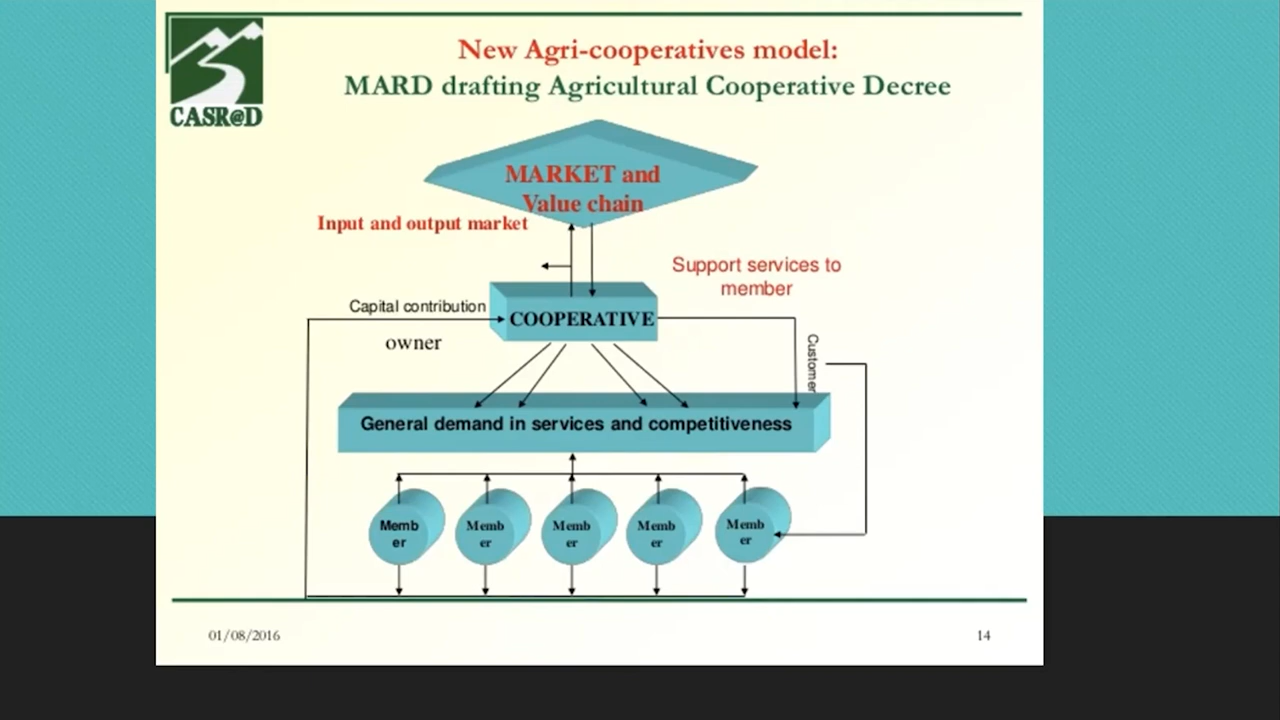 New Agri-cooperatives model:
MARD drafting Agricultural Cooperative Decree
CASR@D
MARKET and
Value chain
Input and output market
Support services to
member
Capital contribution
COOPERATIVE
owner
Customer
General demand in services and competitiveness
Memb
er
Memb
er
Memb
er
Memb
er
Memb
er
01/08/2016
14